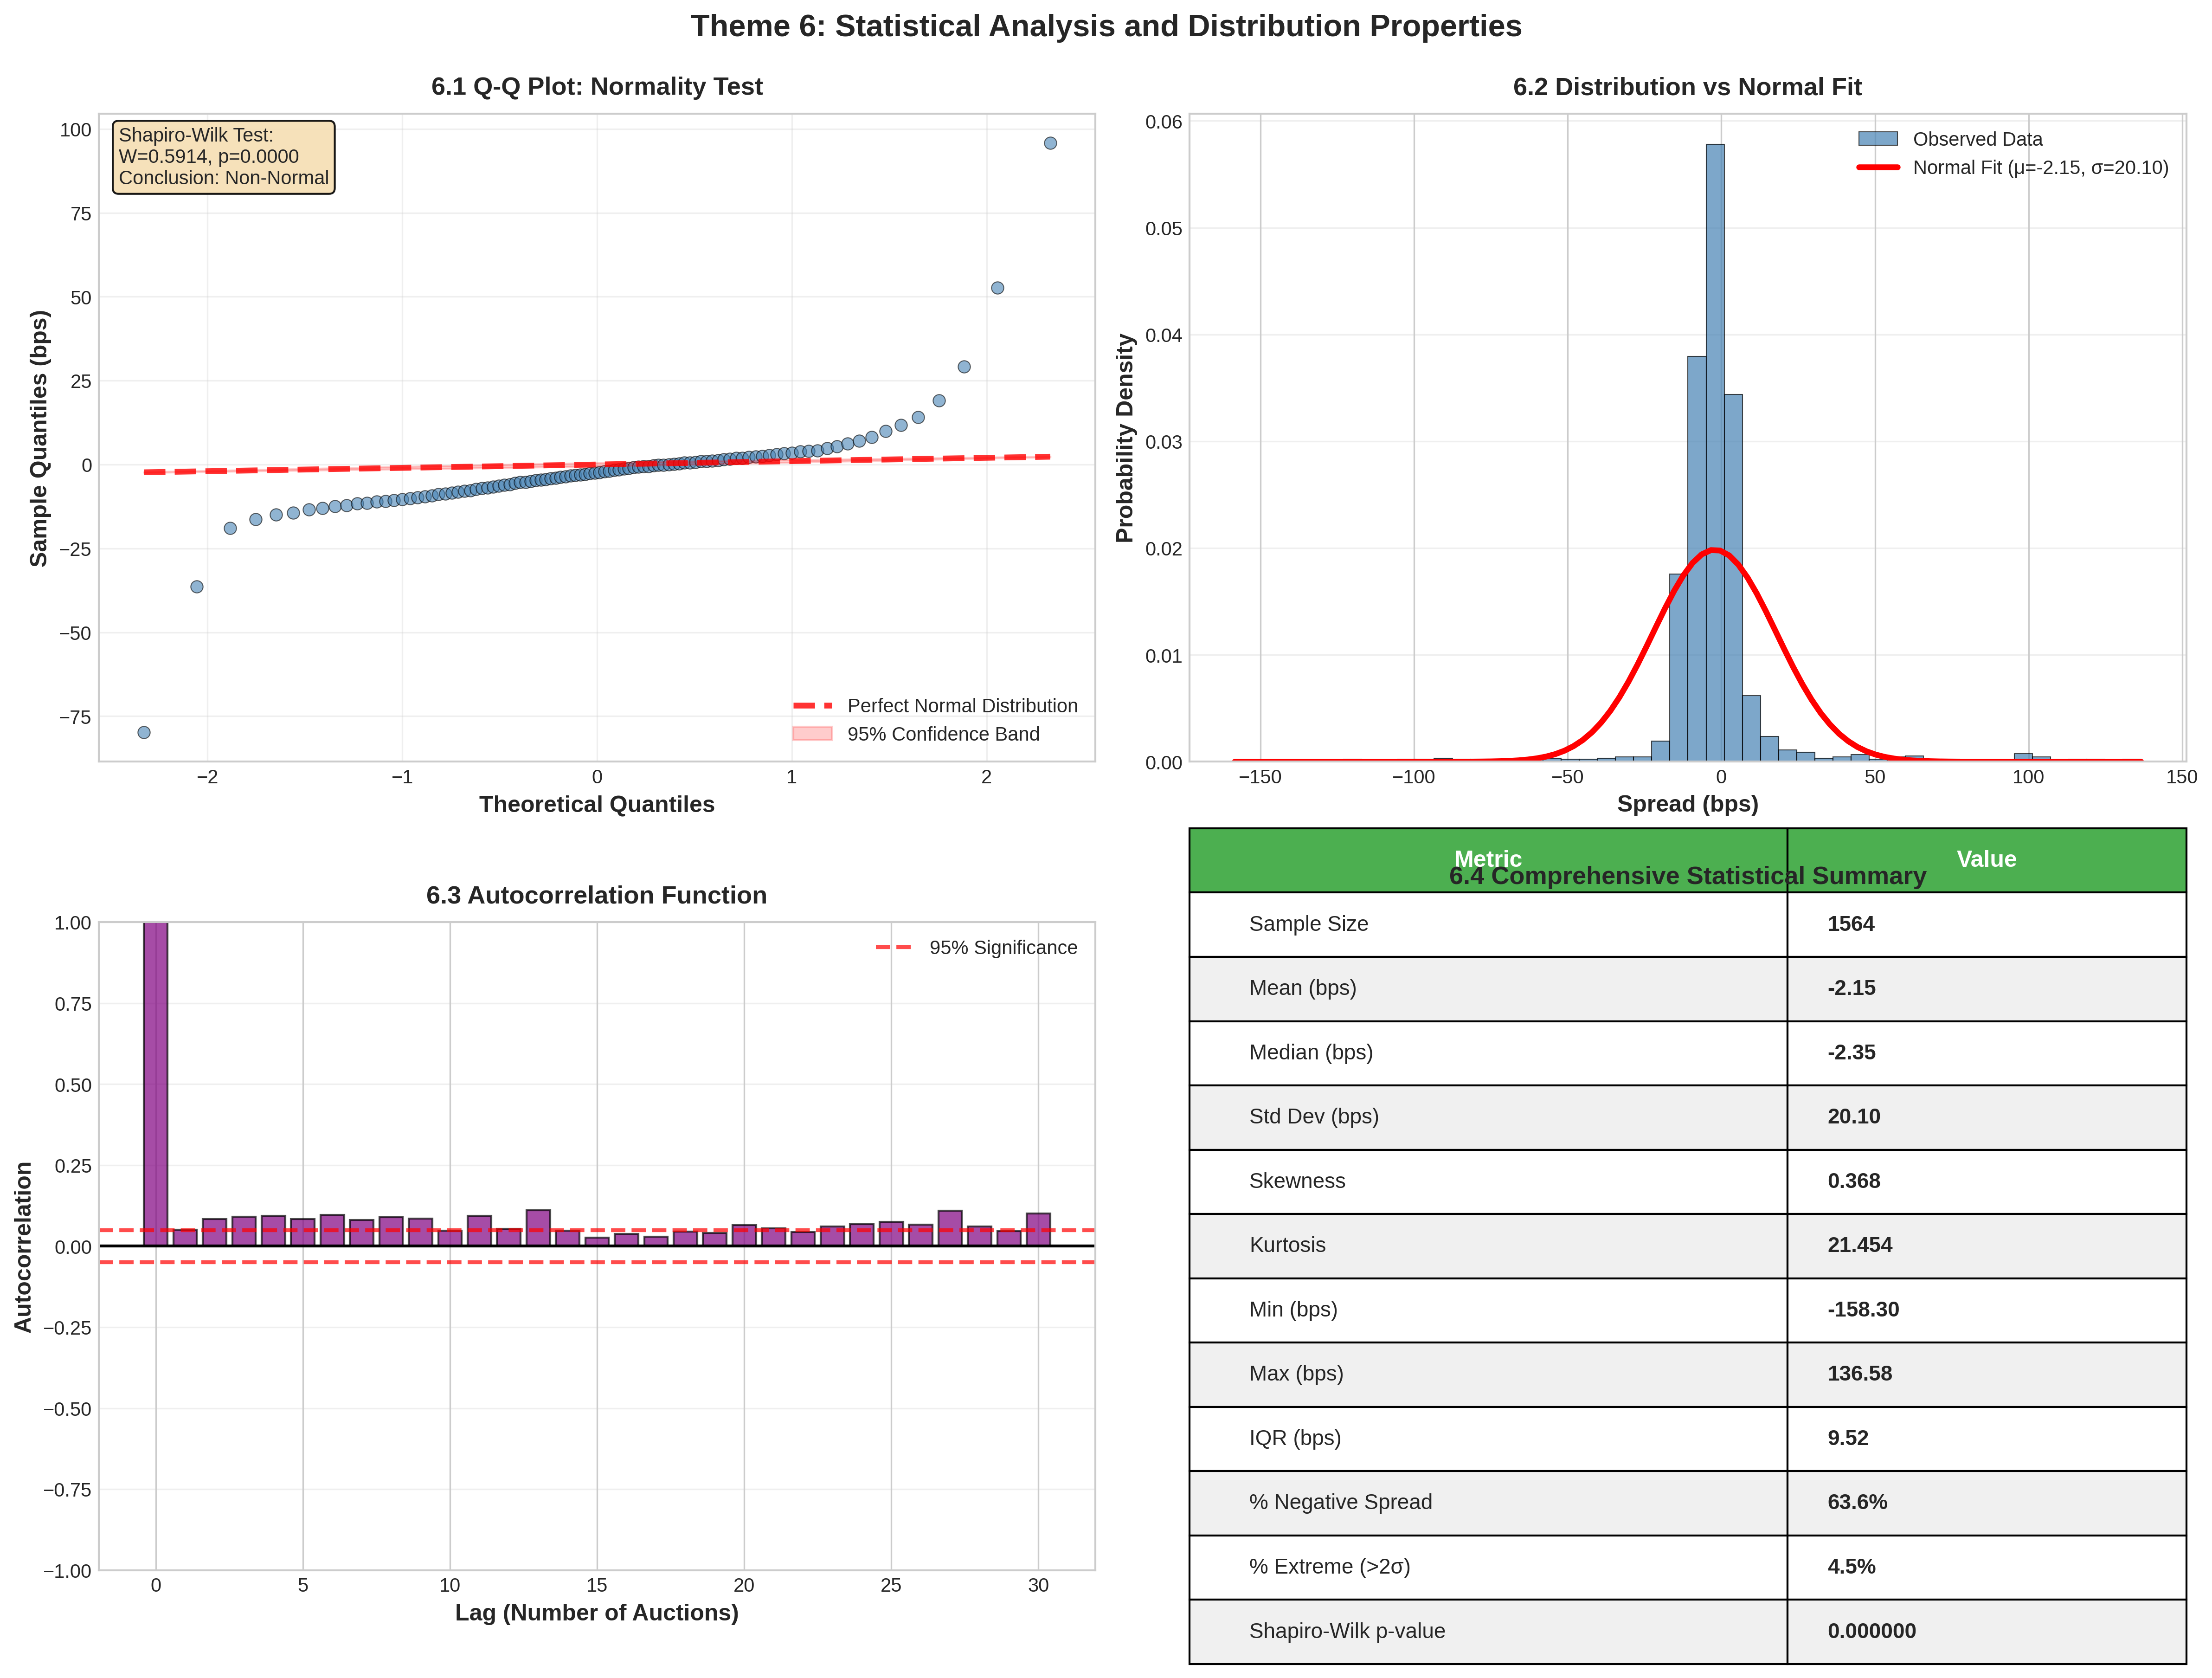 Theme 6: Statistical Analysis and Distribution Properties
6.1 Q-Q Plot: Normality Test
Shapiro-Wilk Test:
W=0.5914, p=0.0000
Conclusion: Non-Normal
100
75
50
25
0
−25
−50
−75
Sample Quantiles (bps)
Perfect Normal Distribution
95% Confidence Band
−2
−1
0
1
2
Theoretical Quantiles
6.2 Distribution vs Normal Fit
Observed Data
Normal Fit (μ=-2.15, σ=20.10)
0.06
0.05
0.04
0.03
0.02
0.01
0.00
Probability Density
−150
−100
−50
0
50
100
150
Spread (bps)
6.3 Autocorrelation Function
95% Significance
1.00
0.75
0.50
0.25
0.00
−0.25
−0.50
−0.75
−1.00
Autocorrelation
0
5
10
15
20
25
30
Lag (Number of Auctions)
Metric Value
6.4 Comprehensive Statistical Summary
Sample Size 1564
Mean (bps) -2.15
Median (bps) -2.35
Std Dev (bps) 20.10
Skewness 0.368
Kurtosis 21.454
Min (bps) -158.30
Max (bps) 136.58
IQR (bps) 9.52
% Negative Spread 63.6%
% Extreme (>2σ) 4.5%
Shapiro-Wilk p-value 0.000000